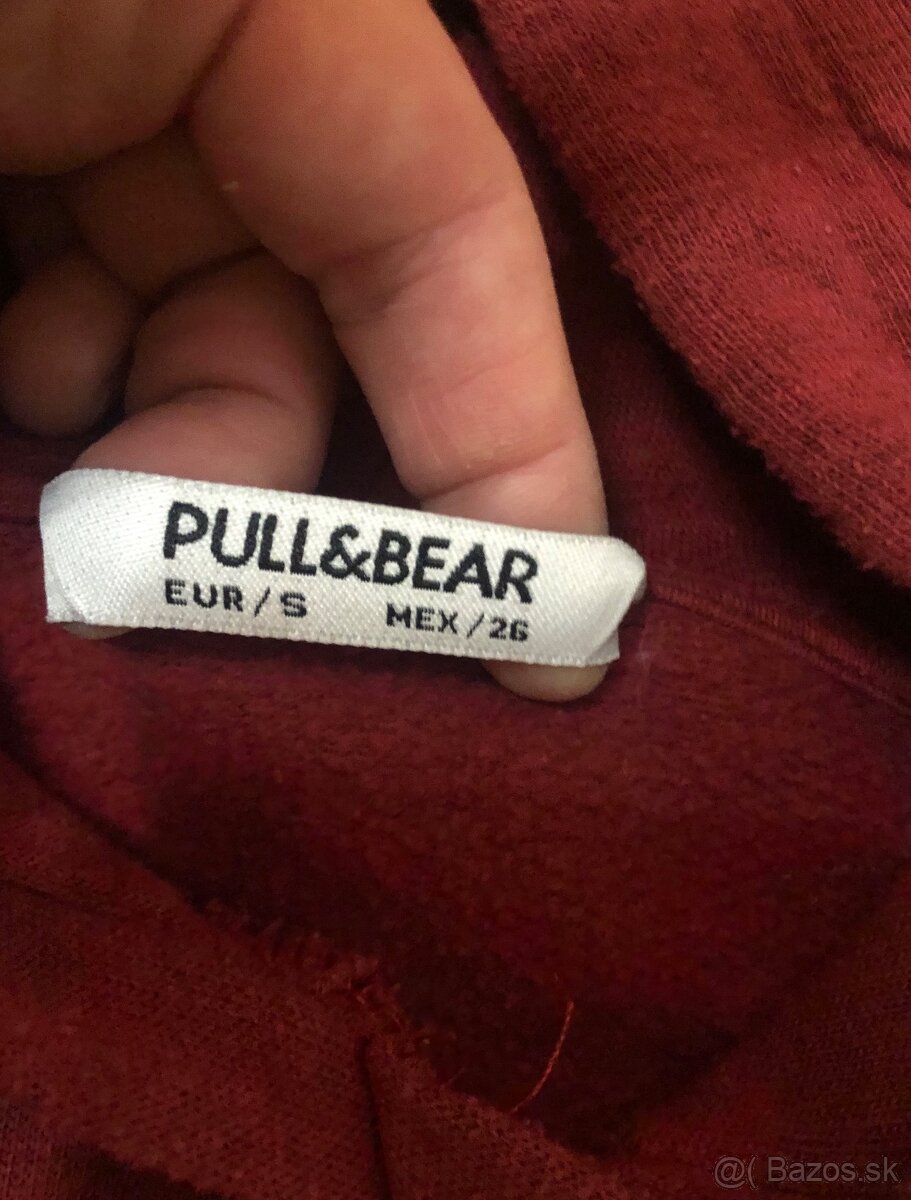 PULL&BEAR
EUR/S MEX/26
@( Bazos.sk